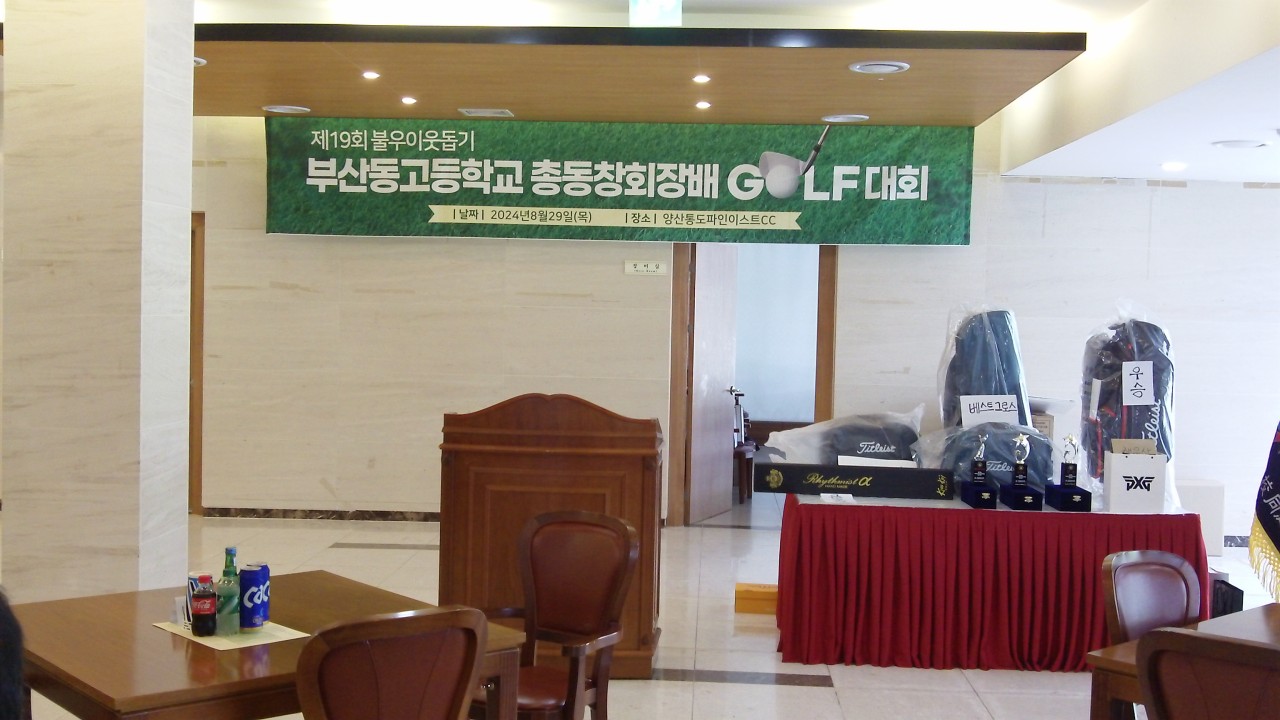 제19회 불우이웃돕기
부산동고등학교 총동창회장배 GOLF 대회
| 날짜 | 2024년8월29일(목) | 장소 | 양산통도파인이스트CC
베스트그로스
우승
Titleist
Titleist
Titleist
Rhythmist α
PXG
Coca-Cola